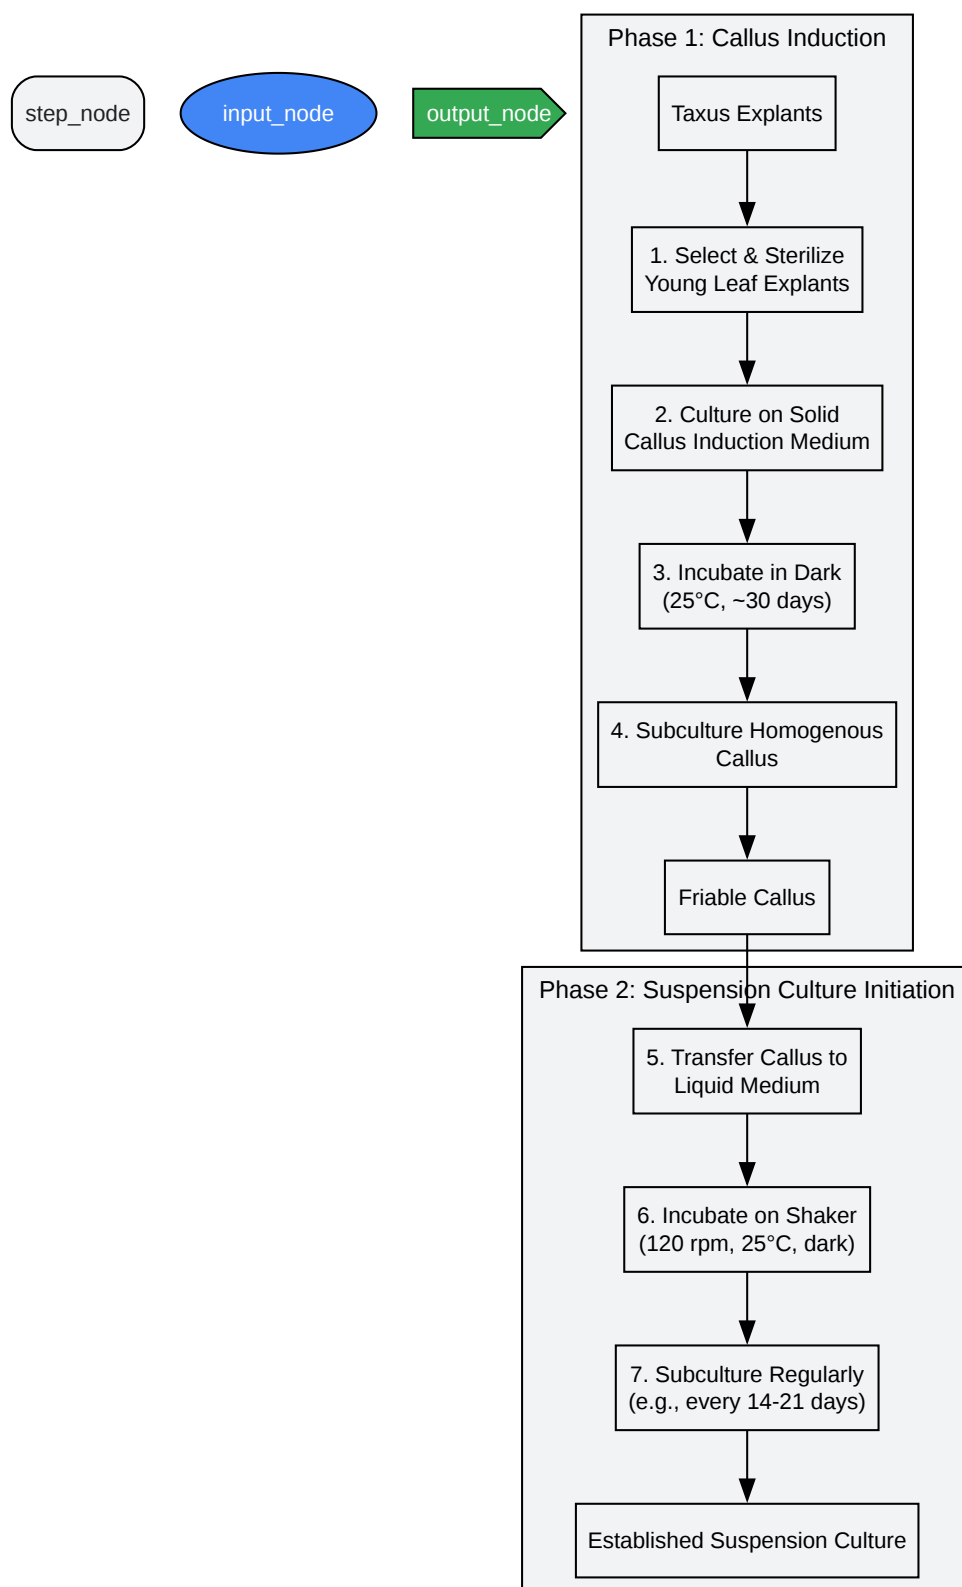 Phase 1: Callus Induction
step_node
input_node
output_node
Taxus Explants
1. Select & Sterilize
Young Leaf Explants
2. Culture on Solid
Callus Induction Medium
3. Incubate in Dark
(25°C, ~30 days)
4. Subculture Homogenous
Callus
Friable Callus
Phase 2: Suspension Culture Initiation
5. Transfer Callus to
Liquid Medium
6. Incubate on Shaker
(120 rpm, 25°C, dark)
7. Subculture Regularly
(e.g., every 14-21 days)
Established Suspension Culture